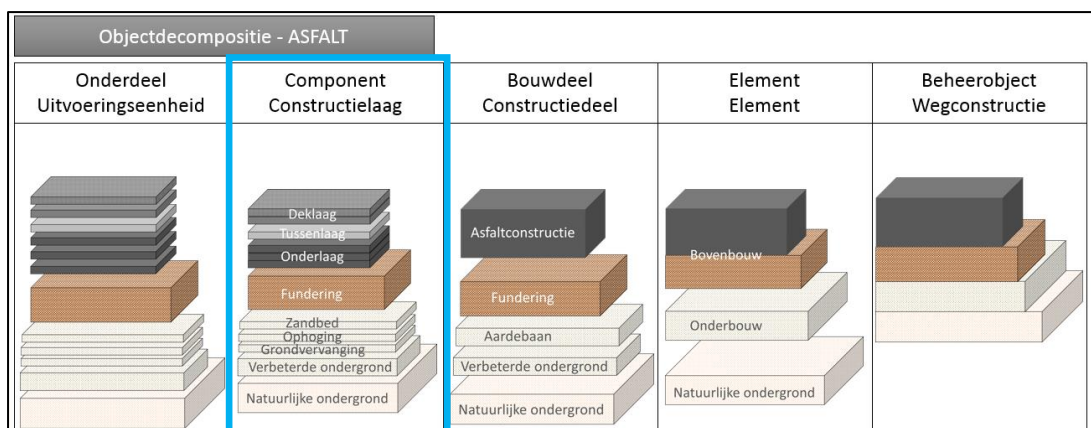 Objectdecompositie - ASFALT
Onderdeel
Uitvoeringseenheid
Component
Constructielaag
Bouwdeel
Constructiedeel
Element
Element
Beheerobject
Wegconstructie
Deklaag
Tussenlaag
Onderlaag
Fundering
Zandbed
Ophoging
Grondvervanging
Verbeterde ondergrond
Natuurlijke ondergrond
Asfaltconstructie
Fundering
Aardebaan
Verbeterde ondergrond
Natuurlijke ondergrond
Bovenbouw
Onderbouw
Natuurlijke ondergrond